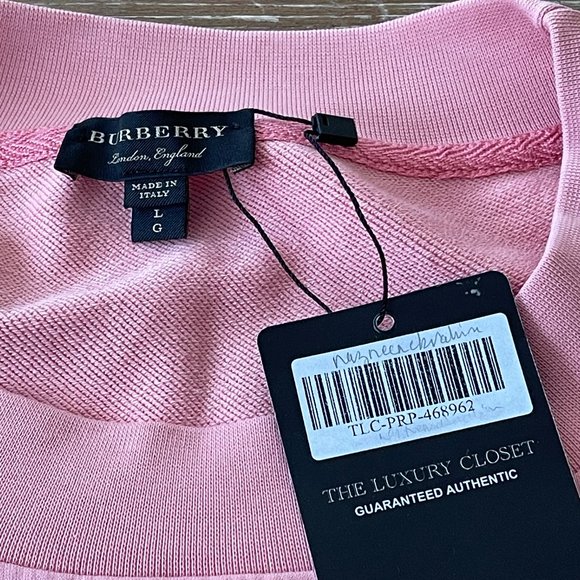 BURBERRY
London, England
MADE IN
ITALY
L
G
TLC-PRP-468962
THE LUXURY CLOSET
GUARANTEED AUTHENTIC